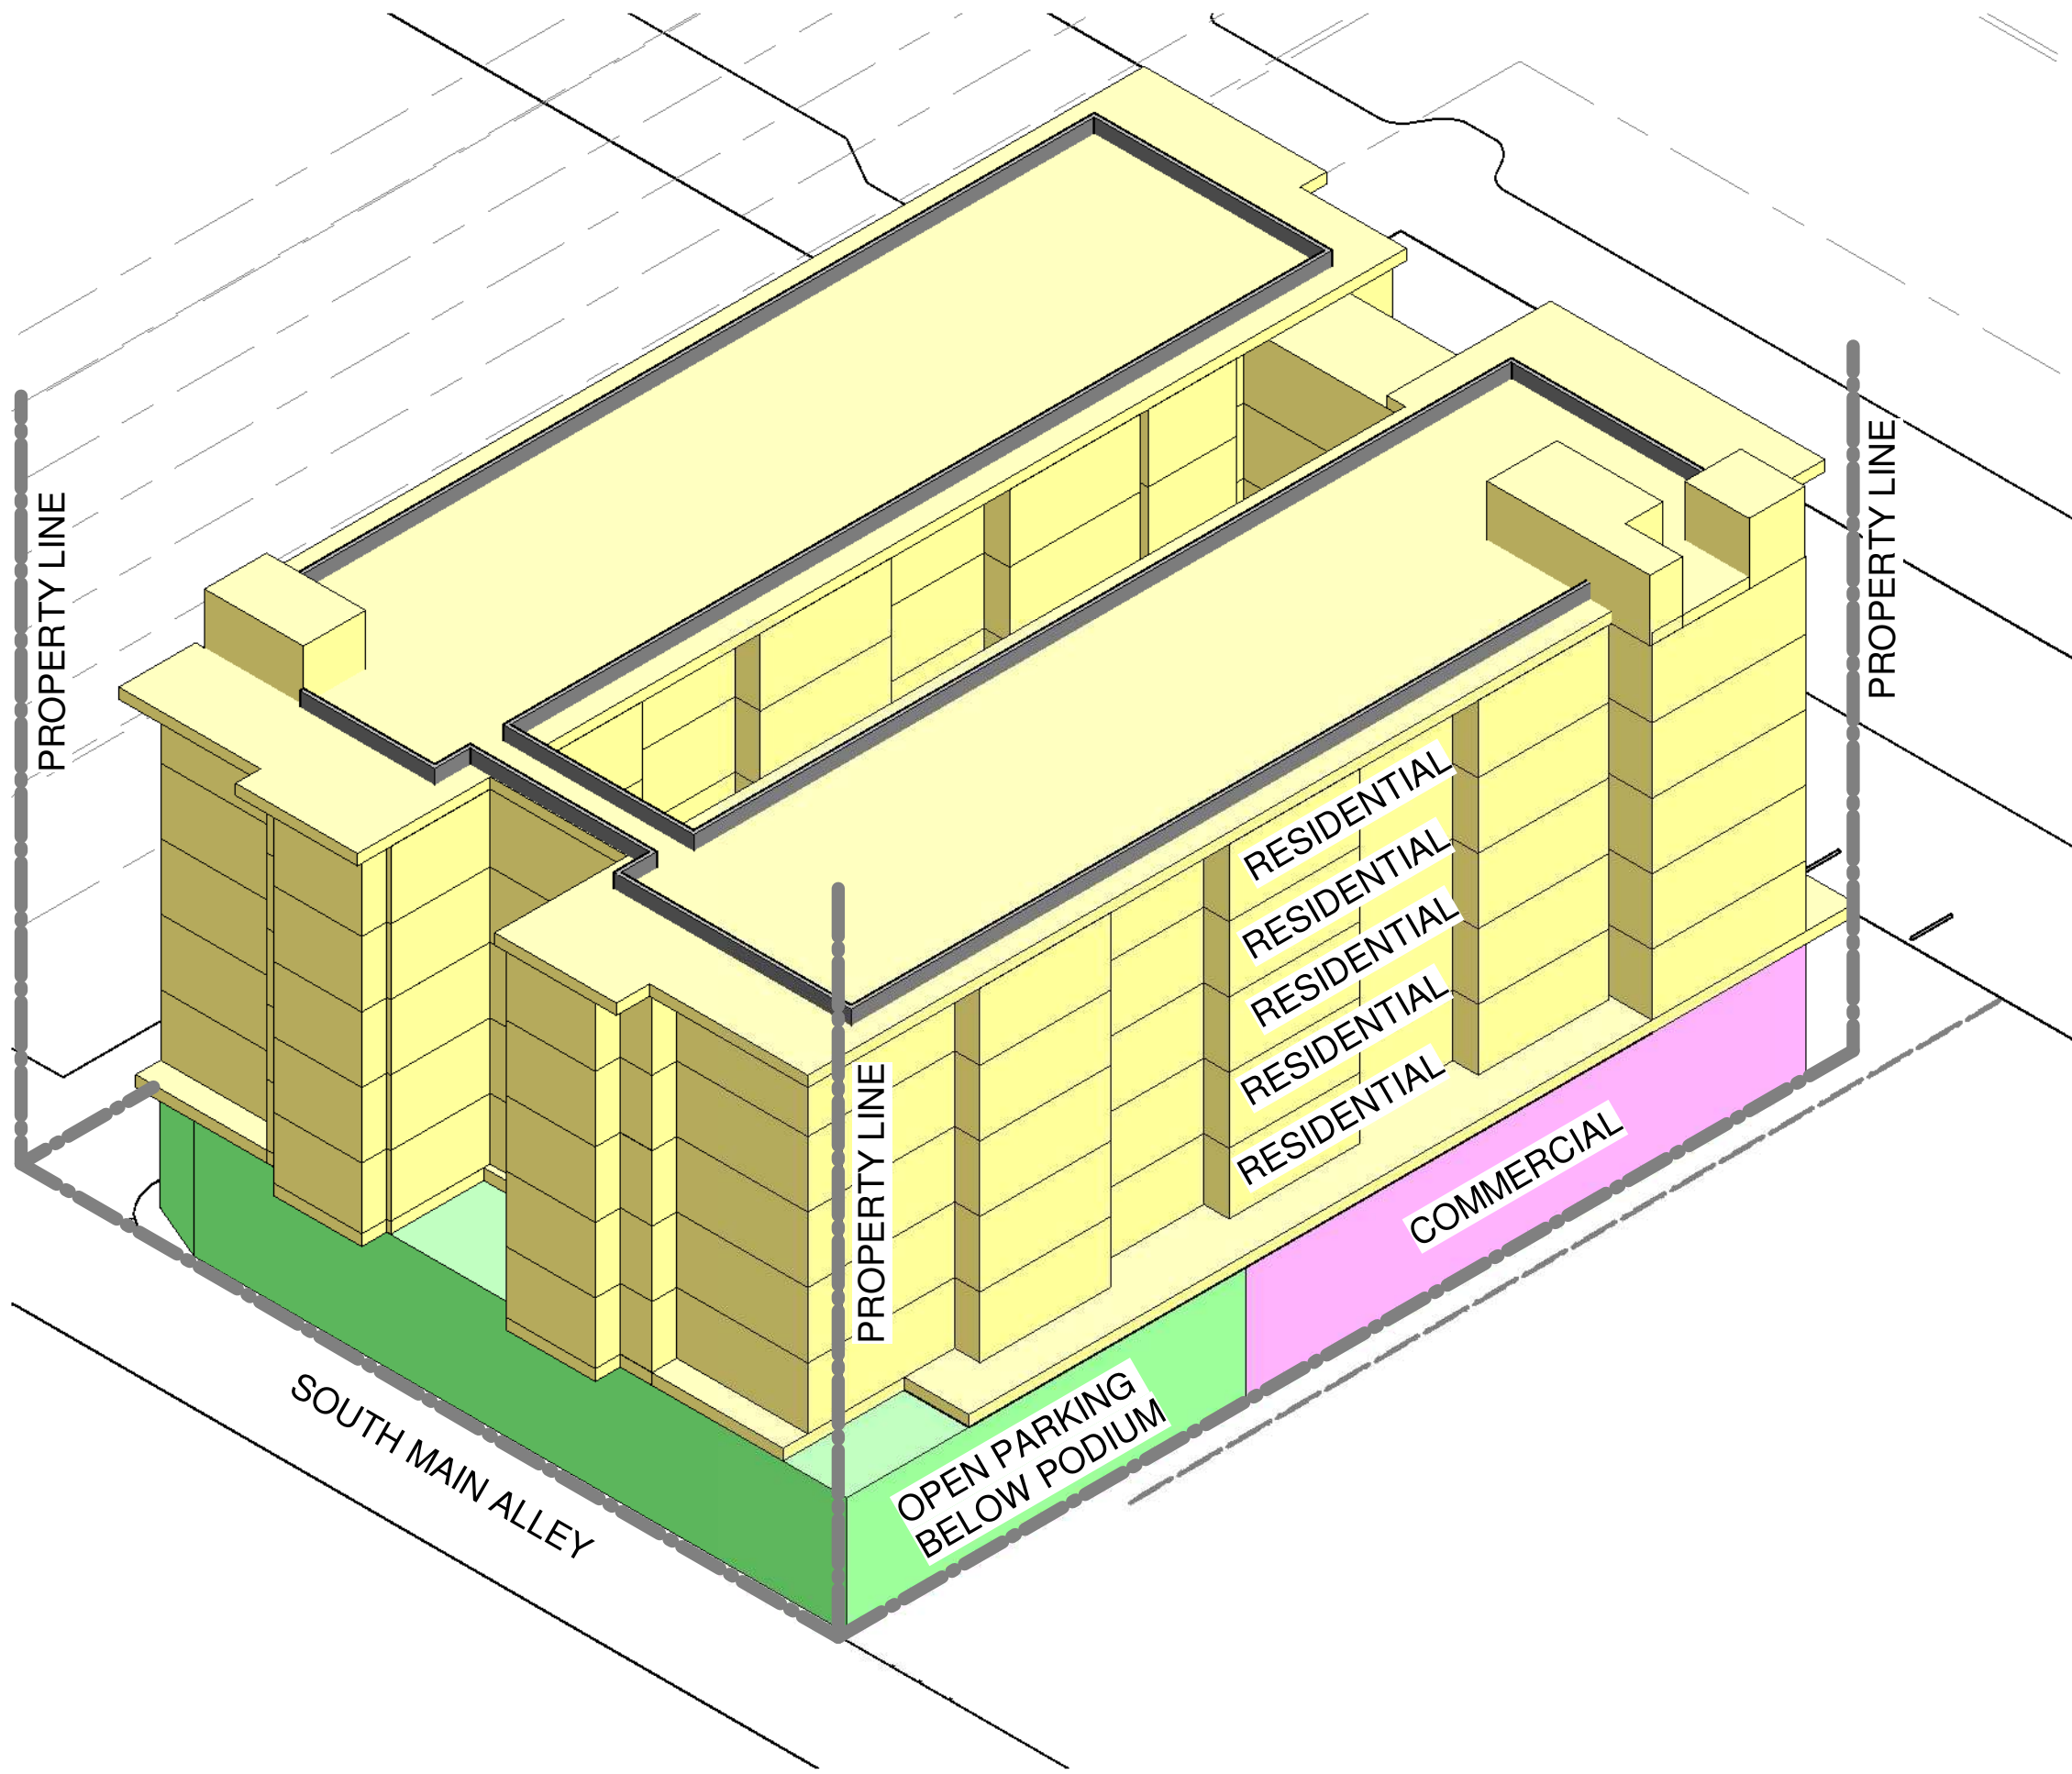 PROPERTY LINE
PROPERTY LINE
RESIDENTIAL
RESIDENTIAL
RESIDENTIAL
RESIDENTIAL
RESIDENTIAL
PROPERTY LINE
COMMERCIAL
OPEN PARKING
BELOW PODIUM
SOUTH MAIN ALLEY